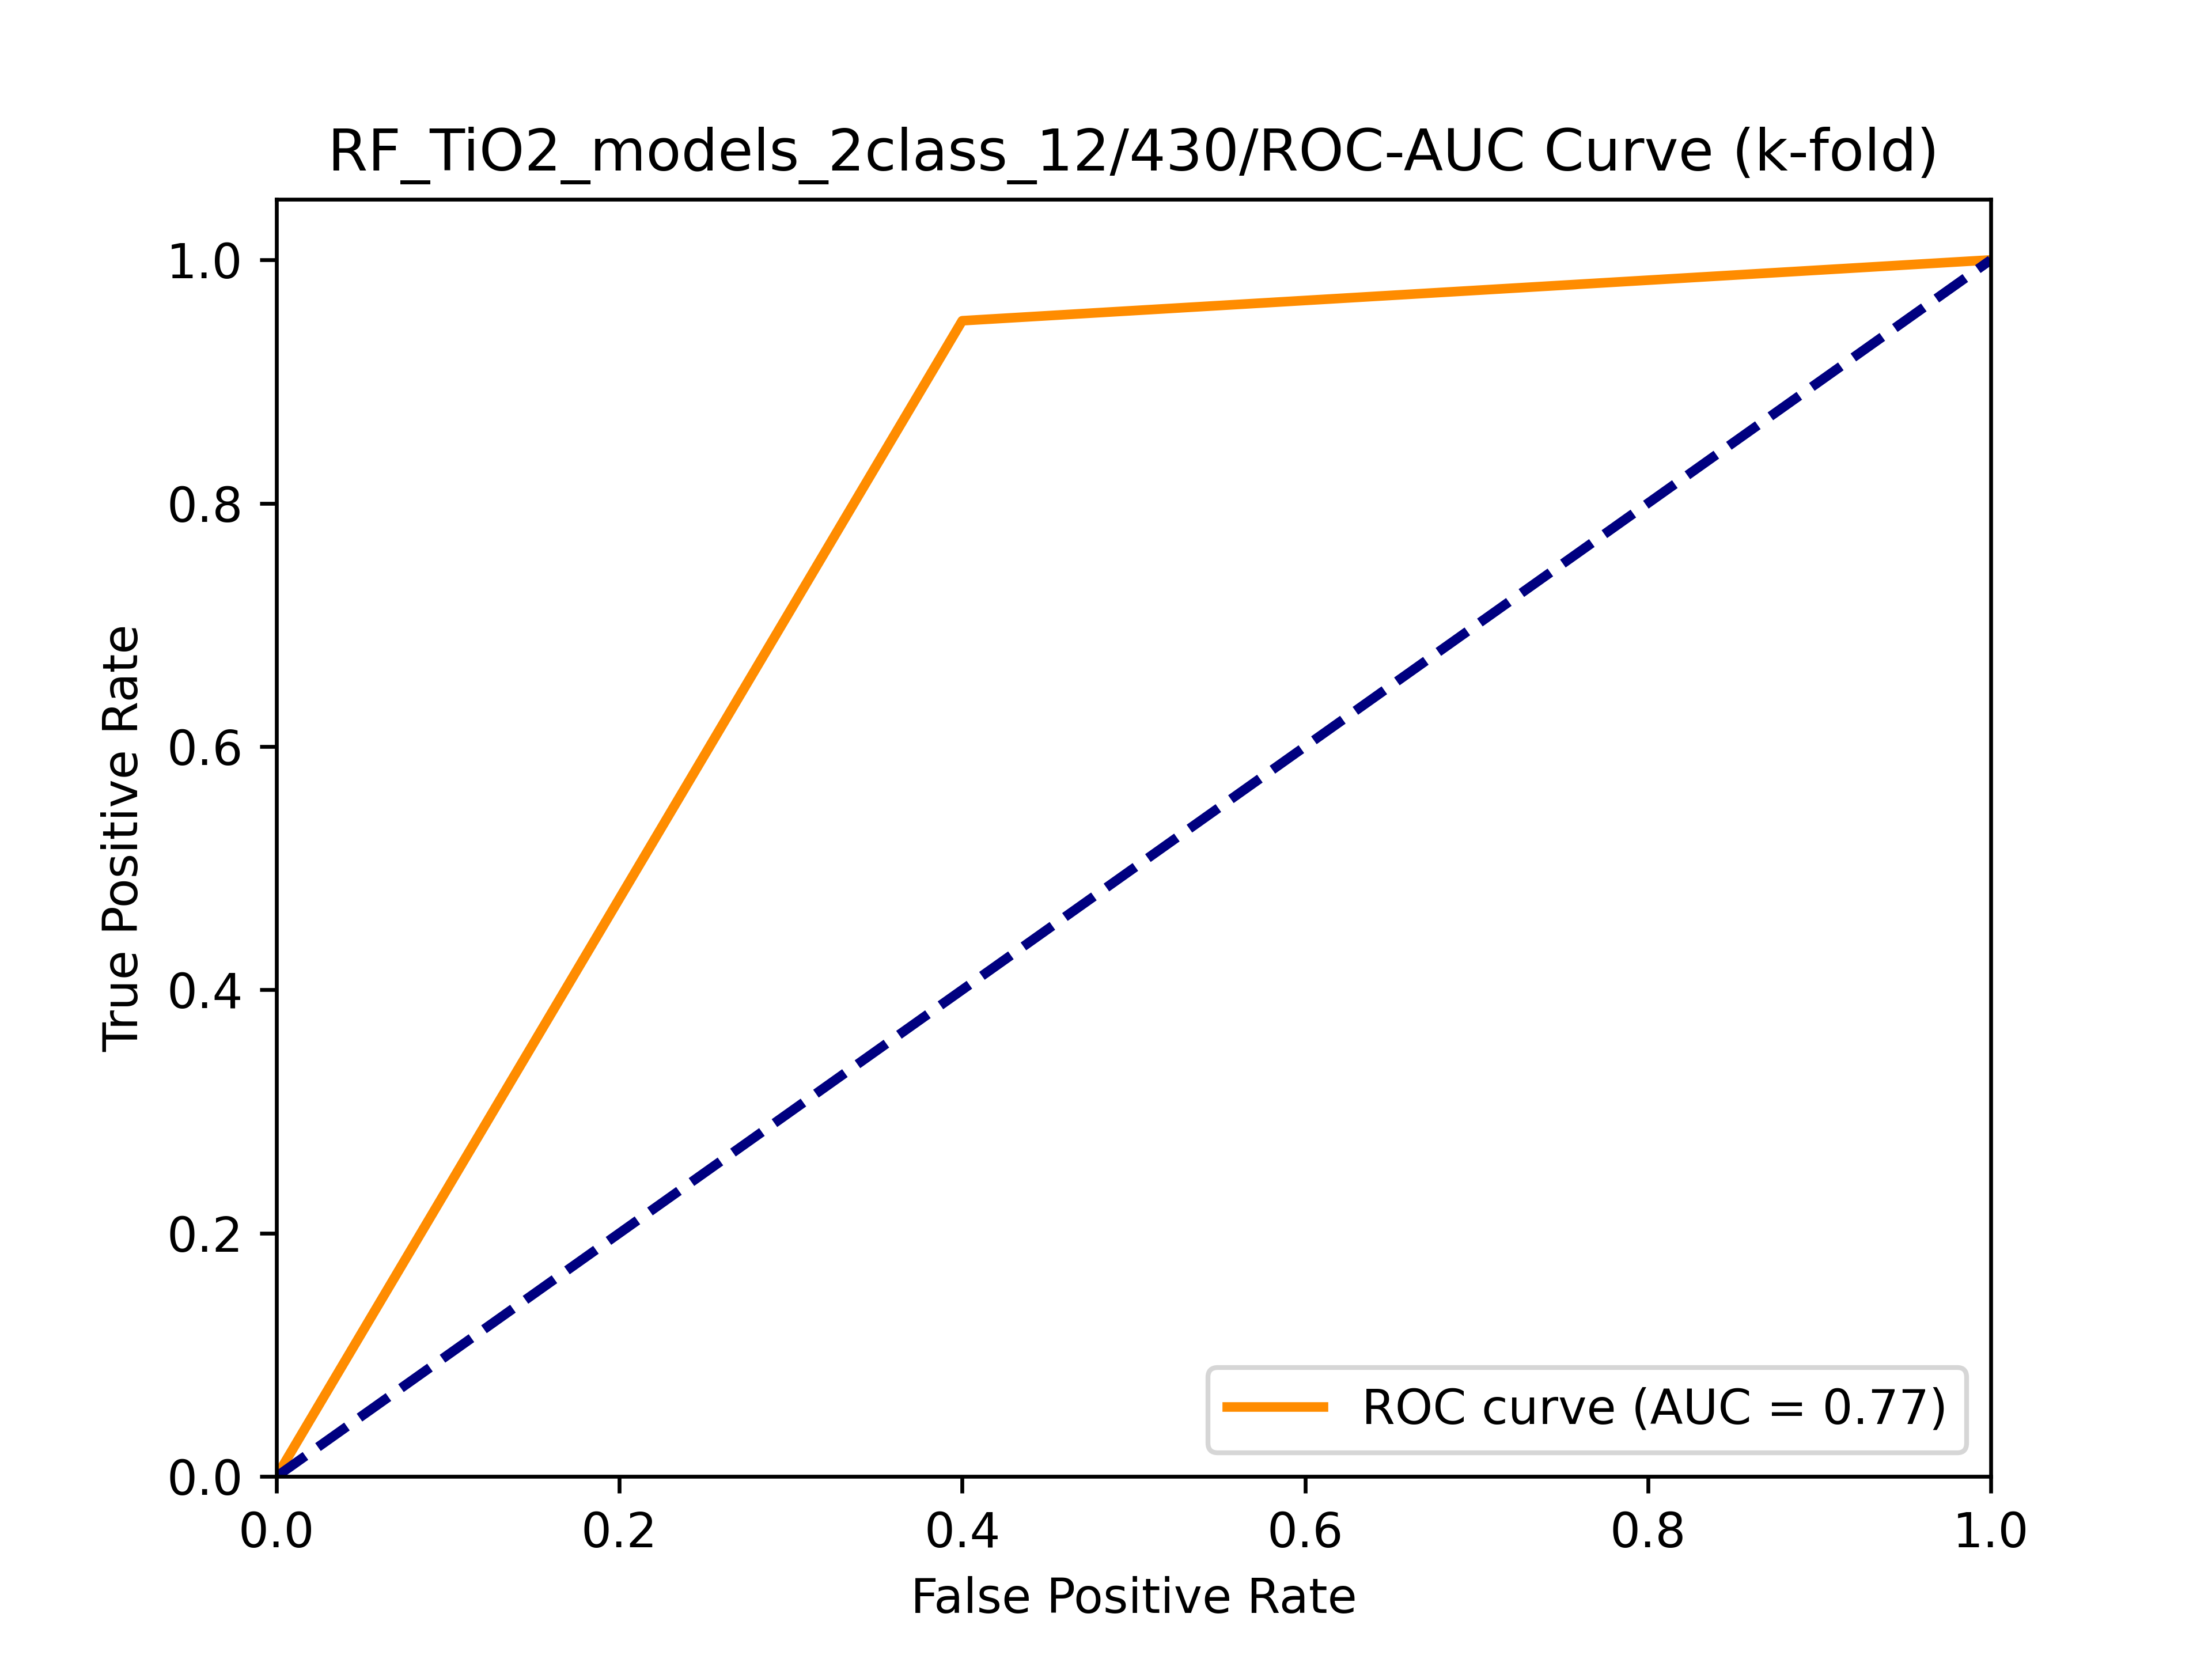 RF_TiO2_models_2class_12/430/ROC-AUC Curve (k-fold)
1.0
0.8
0.6
0.4
0.2
0.0
True Positive Rate
ROC curve (AUC = 0.77)
0.0 0.2 0.4 0.6 0.8 1.0
False Positive Rate